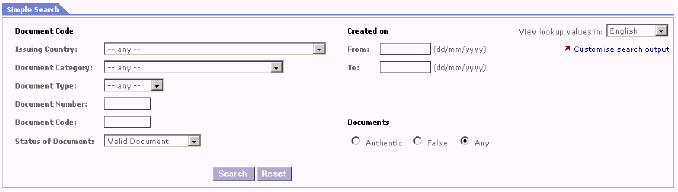 Simple Search
Document Code
Issuing Country: -- any --
Document Category: -- any --
Document Type: -- any --
Document Number:
Document Code:
Status of Document: Valid Document
Created on
From: (dd/mm/yyyy)
To: (dd/mm/yyyy)
View lookup values in: English
Customise search output
Documents
Authentic False Any
Search Reset